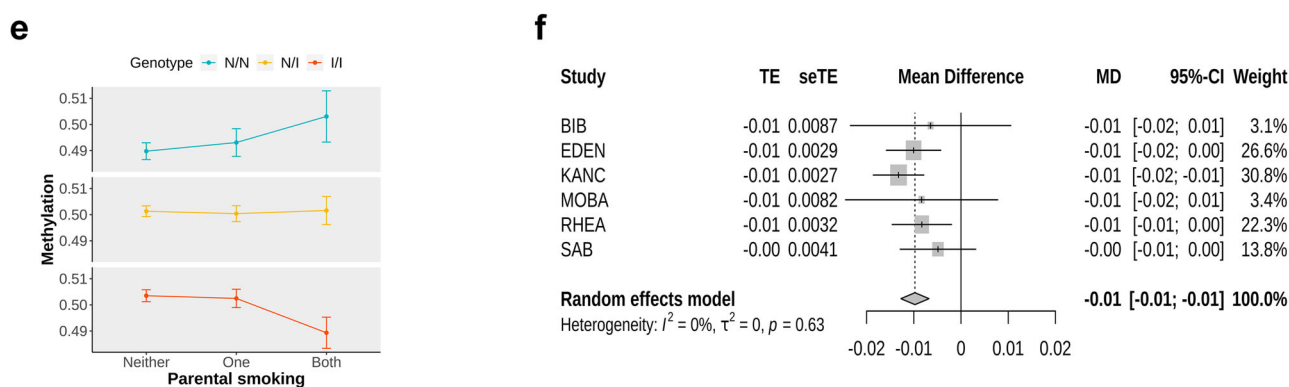 e
Genotype N/N N/I I/I
0.51
0.50
0.49
0.51
0.50
0.49
0.51
0.50
0.49
Methylation
Neither One Both
Parental smoking
f
Study TE seTE Mean Difference MD 95%-CI Weight
BIB -0.01 0.0087 -0.01 [-0.02; 0.01] 3.1%
EDEN -0.01 0.0029 -0.01 [-0.02; 0.00] 26.6%
KANC -0.01 0.0027 -0.01 [-0.02; -0.01] 30.8%
MOBA -0.01 0.0082 -0.01 [-0.02; 0.01] 3.4%
RHEA -0.01 0.0032 -0.01 [-0.01; 0.00] 22.3%
SAB -0.00 0.0041 -0.00 [-0.01; 0.00] 13.8%
Random effects model -0.01 [-0.01; -0.01] 100.0%
Heterogeneity: I² = 0%, τ² = 0, p = 0.63
-0.02 -0.01 0 0.01 0.02